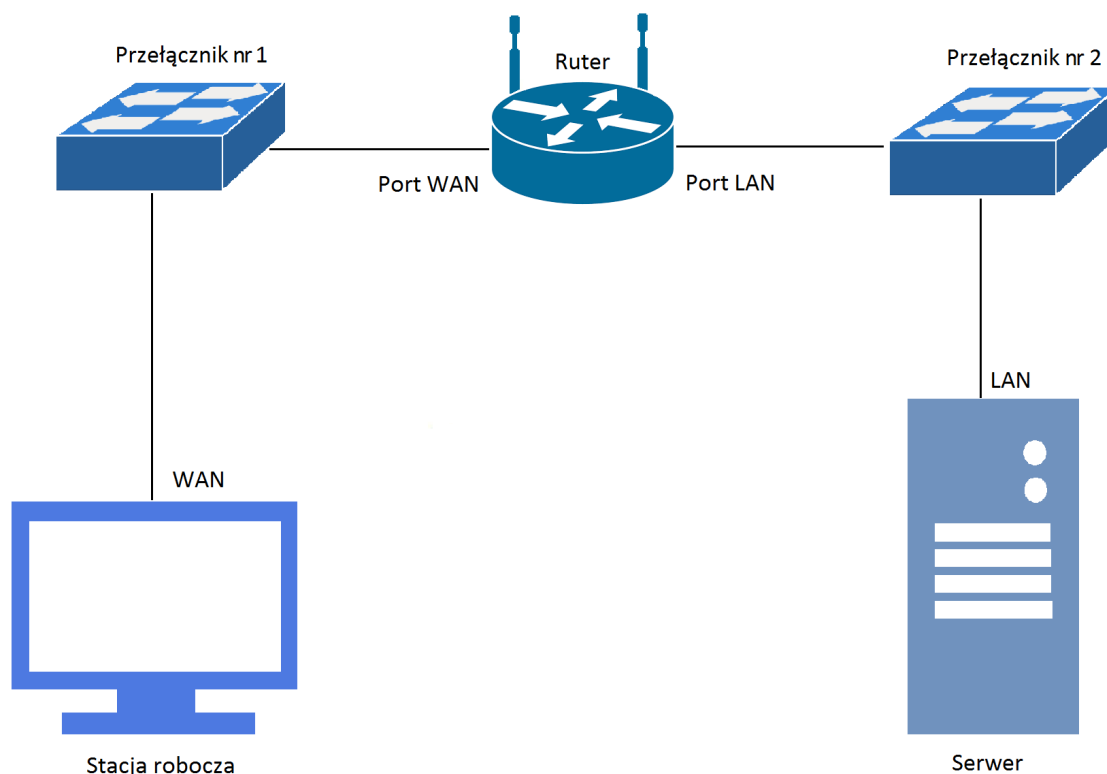 Przełącznik nr 1
Ruter
Przełącznik nr 2
Port WAN
Port LAN
LAN
WAN
Stacja robocza
Serwer